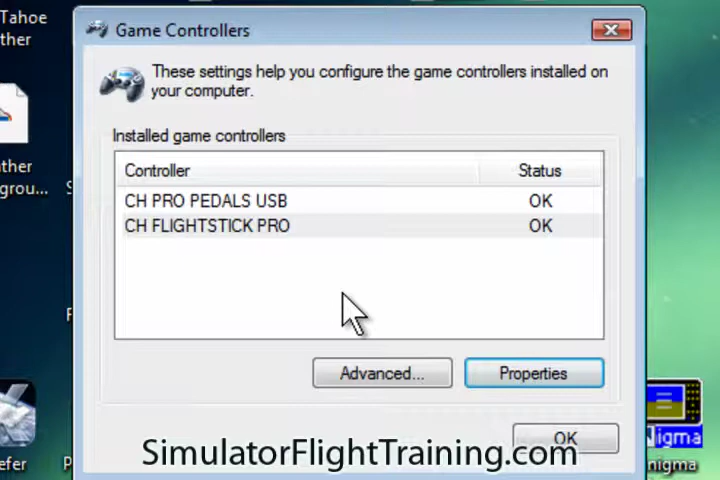 Tahoe
ther
Game Controllers
These settings help you configure the game controllers installed on
your computer.
Installed game controllers
Controller Status
CH PRO PEDALS USB OK
CH FLIGHTSTICK PRO OK
ther
grou...
Advanced... Properties
OK
SimulatorFlightTraining.com
efer
nigma
nigma